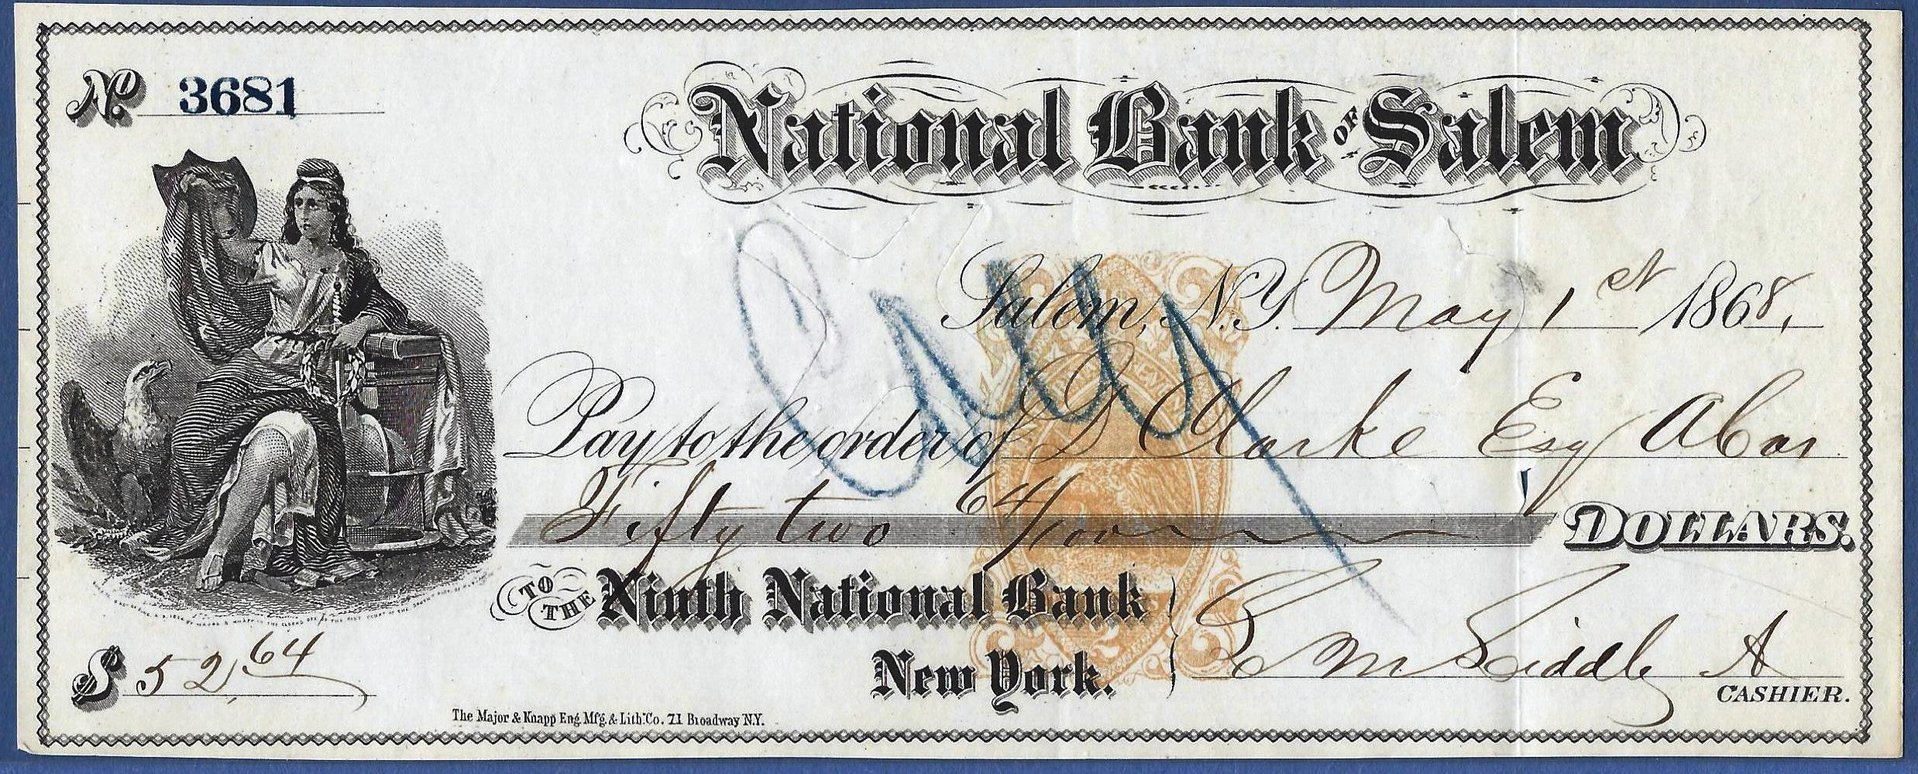 No. 3681
National Bank of Salem
Salem, N.Y. May 1st 1868.
Pay to the order of D Clarke Esq
Fifty two 64/100 DOLLARS.
TO THE Ninth National Bank
New York.
CASHIER.
$ 52,64
The Major & Knapp Eng. Mfg. & Lith. Co. 71 Broadway N.Y.